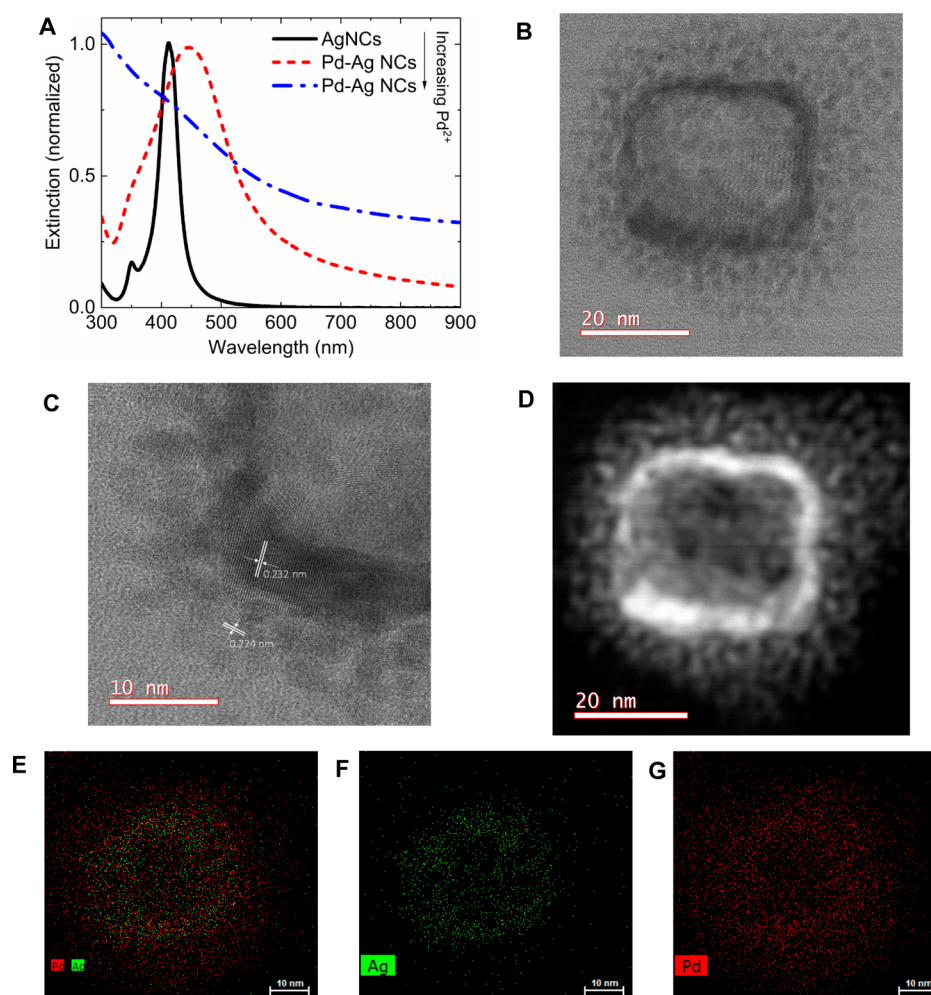 A
AgNCs
Pd-Ag NCs
Pd-Ag NCs
Increasing Pd²⁺
Extinction (normalized)
1.0
0.5
0.0
300 400 500 600 700 800 900
Wavelength (nm)
B
20 nm
C
0.232 nm
0.224 nm
10 nm
D
20 nm
E
Pd Ag
10 nm
F
Ag
10 nm
G
Pd
10 nm